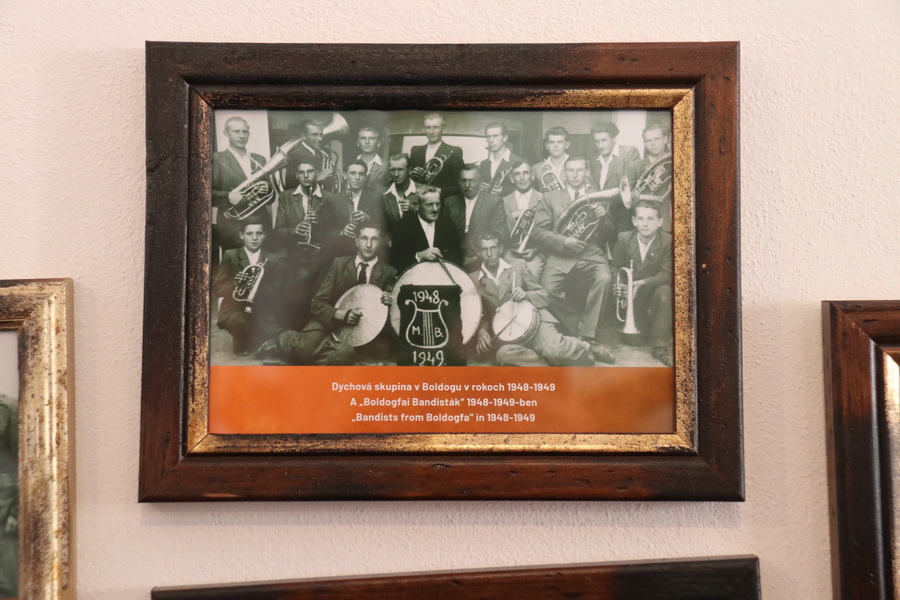 1948
M. B.
1949
Dychová skupina v Boldogu v rokoch 1948-1949
A „Boldogfai Bandisták” 1948-1949-ben
„Bandists from Boldogfa” in 1948-1949